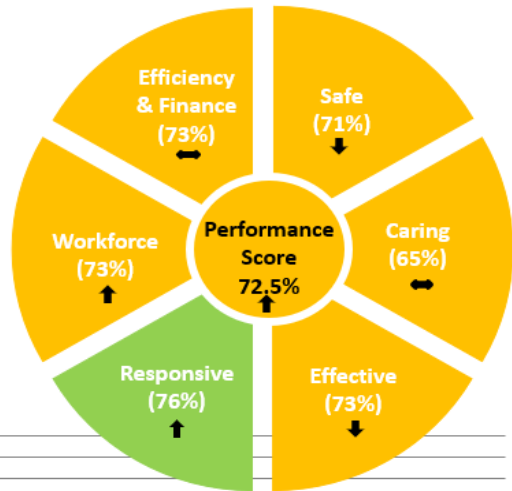 Efficiency
& Finance
(73%)
Safe
(71%)
Workforce
(73%)
Performance
Score
72.5%
Caring
(65%)
Responsive
(76%)
Effective
(73%)